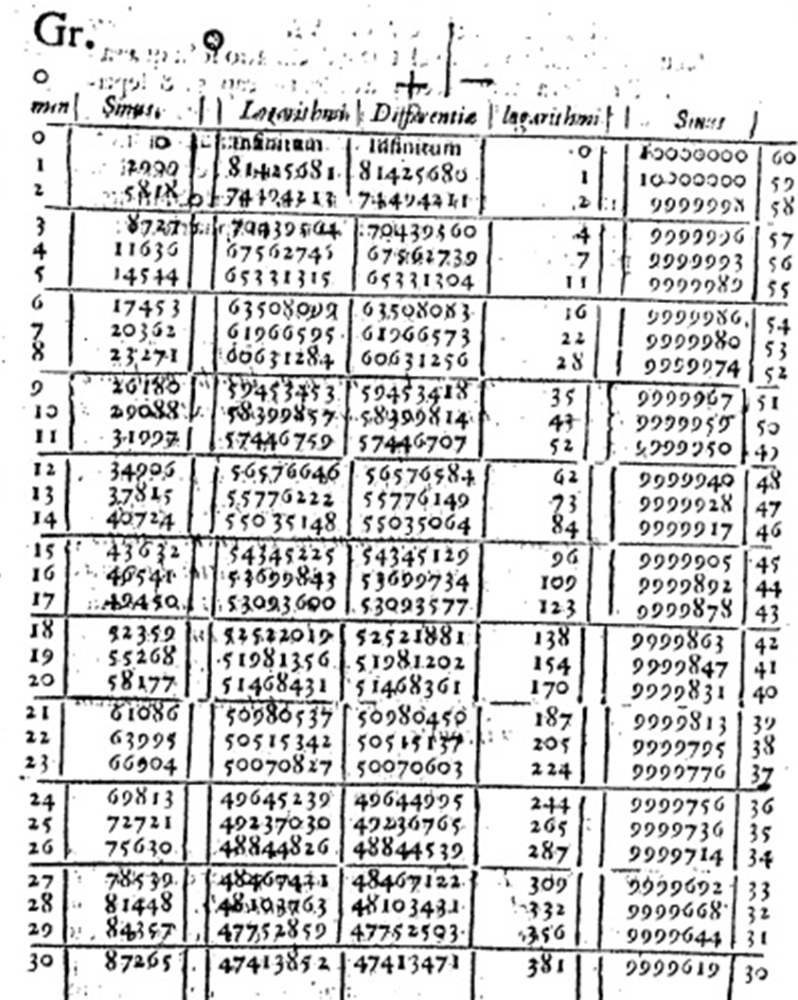 Gr. 0
0 + | −
min | Sinus | Logarithmi | Differentiæ | logarithmi | Sinus
0 Infinitum Infinitum 0 10000000 60
1 81425681 81425680 1 10000000 59
2 5818 74494213 74494211 2 9999998 58
3 8727 70439564 70439560 4 9999996 57
4 11636 67562746 67562739 7 9999993 56
5 14544 65331315 65331304 11 9999989 55
6 17453 63508099 63508083 16 9999986 54
7 20362 61966595 61966573 22 9999980 53
8 23271 60631284 60631256 28 9999974 52
9 26180 59453453 59453418 35 9999967 51
10 29088 58399857 58399814 43 9999959 50
11 31997 57446759 57446707 52 9999950 49
12 34906 56576646 56576584 62 9999940 48
13 37815 55776222 55776149 73 9999928 47
14 40724 55035148 55035064 84 9999917 46
15 43632 54345225 54345129 96 9999905 45
16 46541 53699843 53699734 109 9999892 44
17 49450 53093600 53093577 123 9999878 43
18 52359 52522019 52521881 138 9999863 42
19 55268 51981356 51981202 154 9999847 41
20 58177 51468431 51468361 170 9999831 40
21 61086 50980537 50980450 187 9999813 39
22 63995 50515342 50515137 205 9999795 38
23 66904 50070827 50070603 224 9999776 37
24 69813 49645239 49644995 244 9999756 36
25 72721 49237030 49236765 265 9999736 35
26 75630 48844826 48844539 287 9999714 34
27 78539 48467431 48467122 309 9999692 33
28 81448 48103763 48103431 332 9999668 32
29 84357 47752859 47752503 356 9999644 31
30 87265 47413852 47413471 381 9999619 30